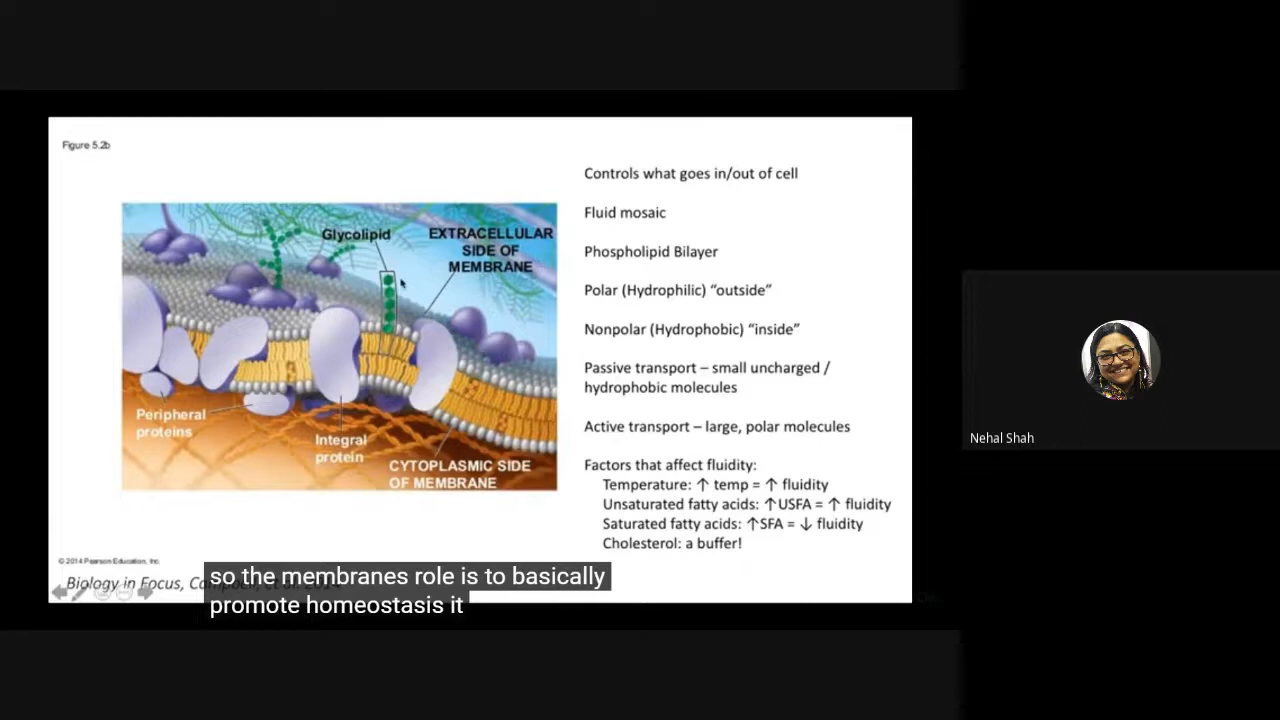 Figure 5.2b
Glycolipid
EXTRACELLULAR
SIDE OF
MEMBRANE
Peripheral
proteins
Integral
protein
CYTOPLASMIC SIDE
OF MEMBRANE
Controls what goes in/out of cell
Fluid mosaic
Phospholipid Bilayer
Polar (Hydrophilic) “outside”
Nonpolar (Hydrophobic) “inside”
Passive transport – small uncharged /
hydrophobic molecules
Active transport – large, polar molecules
Factors that affect fluidity:
Temperature: ↑ temp = ↑ fluidity
Unsaturated fatty acids: ↑USFA = ↑ fluidity
Saturated fatty acids: ↑SFA = ↓ fluidity
Cholesterol: a buffer!
© 2014 Pearson Education, Inc.
Biology in Focus,
so the membranes role is to basically
promote homeostasis it
Nehal Shah